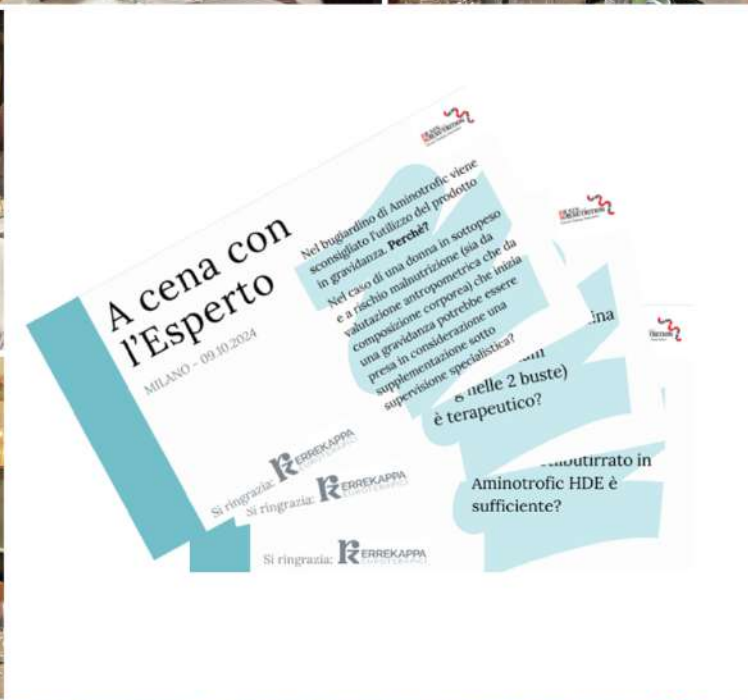 A cena con
l'Esperto
MILANO – 09.10.2024
Nel bugiardino di Aminotrofic viene
sconsigliato l'utilizzo del prodotto
in gravidanza. Perchè?
Nel caso di una donna in sottopeso
e a rischio malnutrizione (sia da
valutazione antropometrica che da
composizione corporea) che inizia
una gravidanza potrebbe essere
presa in considerazione una
supplementazione sotto
supervisione specialistica?
Si ringrazia: ERREKAPPA
nelle 2 buste)
è terapeutico?
Si ringrazia: ERREKAPPA
in
Aminotrofic HDE è
sufficiente?
Si ringrazia: ERREKAPPA